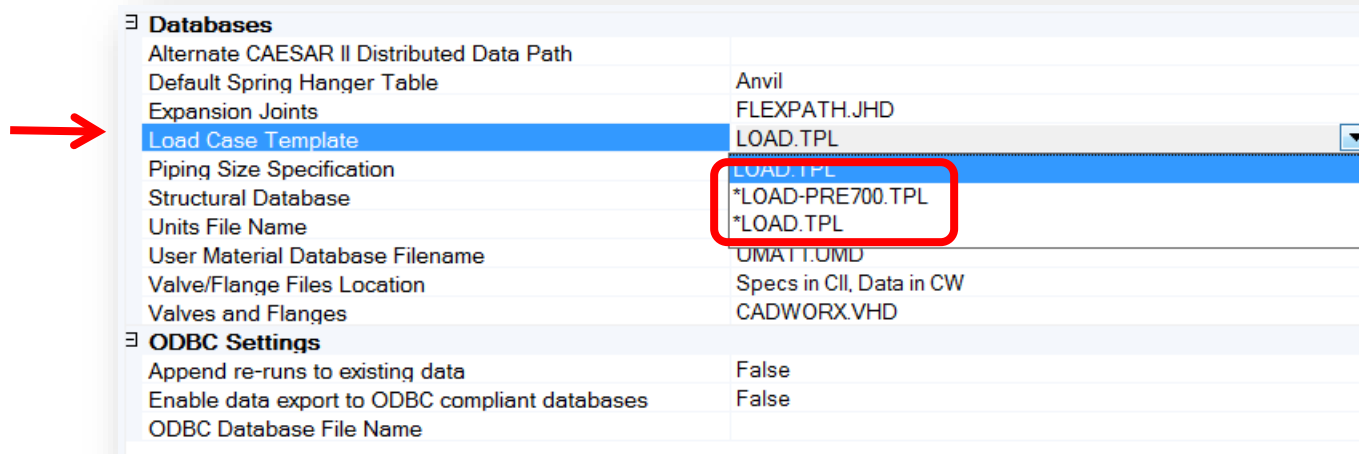 Databases
Alternate CAESAR II Distributed Data Path
Default Spring Hanger Table Anvil
Expansion Joints FLEXPATH.JHD
Load Case Template LOAD.TPL
Piping Size Specification LOAD.TPL
Structural Database *LOAD-PRE700.TPL
Units File Name *LOAD.TPL
User Material Database Filename UMAT1.UMD
Valve/Flange Files Location Specs in CII, Data in CW
Valves and Flanges CADWORX.VHD
ODBC Settings
Append re-runs to existing data False
Enable data export to ODBC compliant databases False
ODBC Database File Name